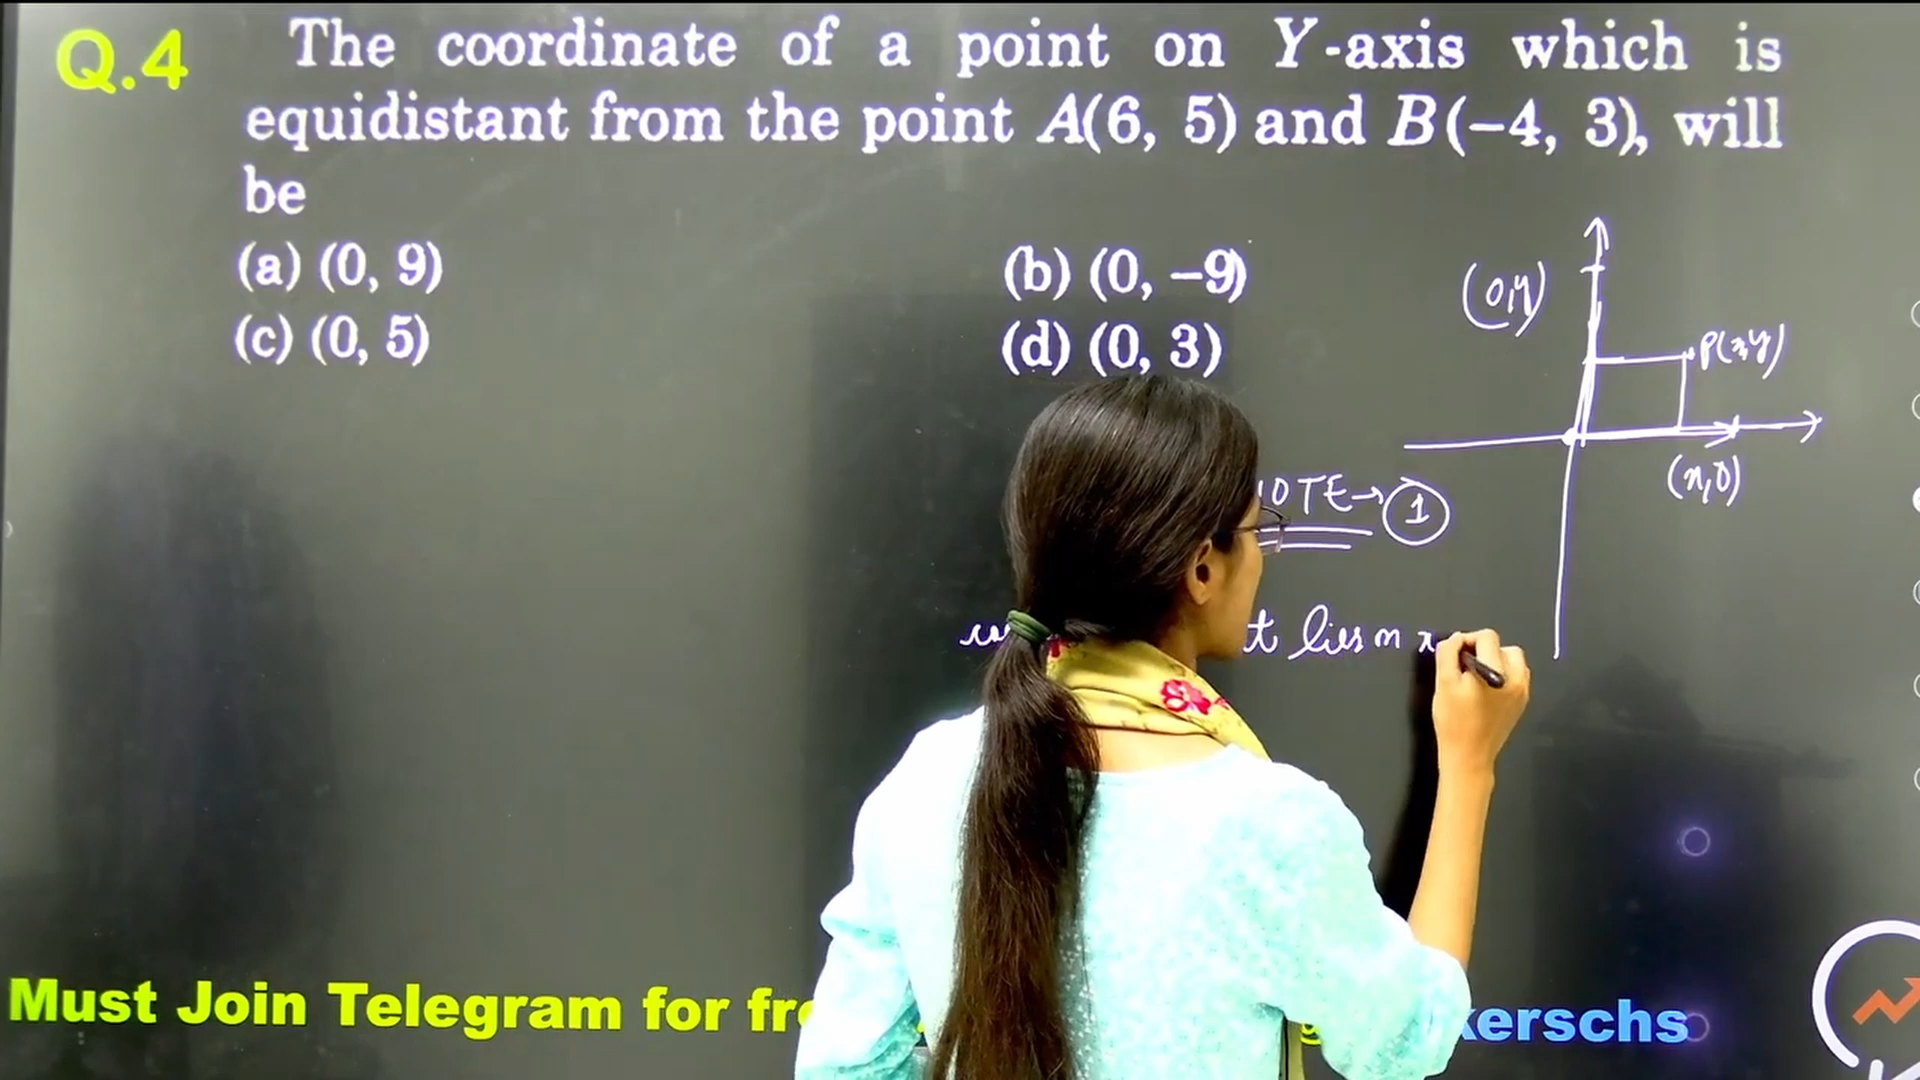 Q.4 The coordinate of a point on Y-axis which is
equidistant from the point A(6, 5) and B(–4, 3), will
be
(a) (0, 9) (b) (0, –9)
(c) (0, 5) (d) (0, 3)
(0,y)
P(x,y)
(x,0)
OTE→ 1
t lies on x
Must Join Telegram for fr kerschs